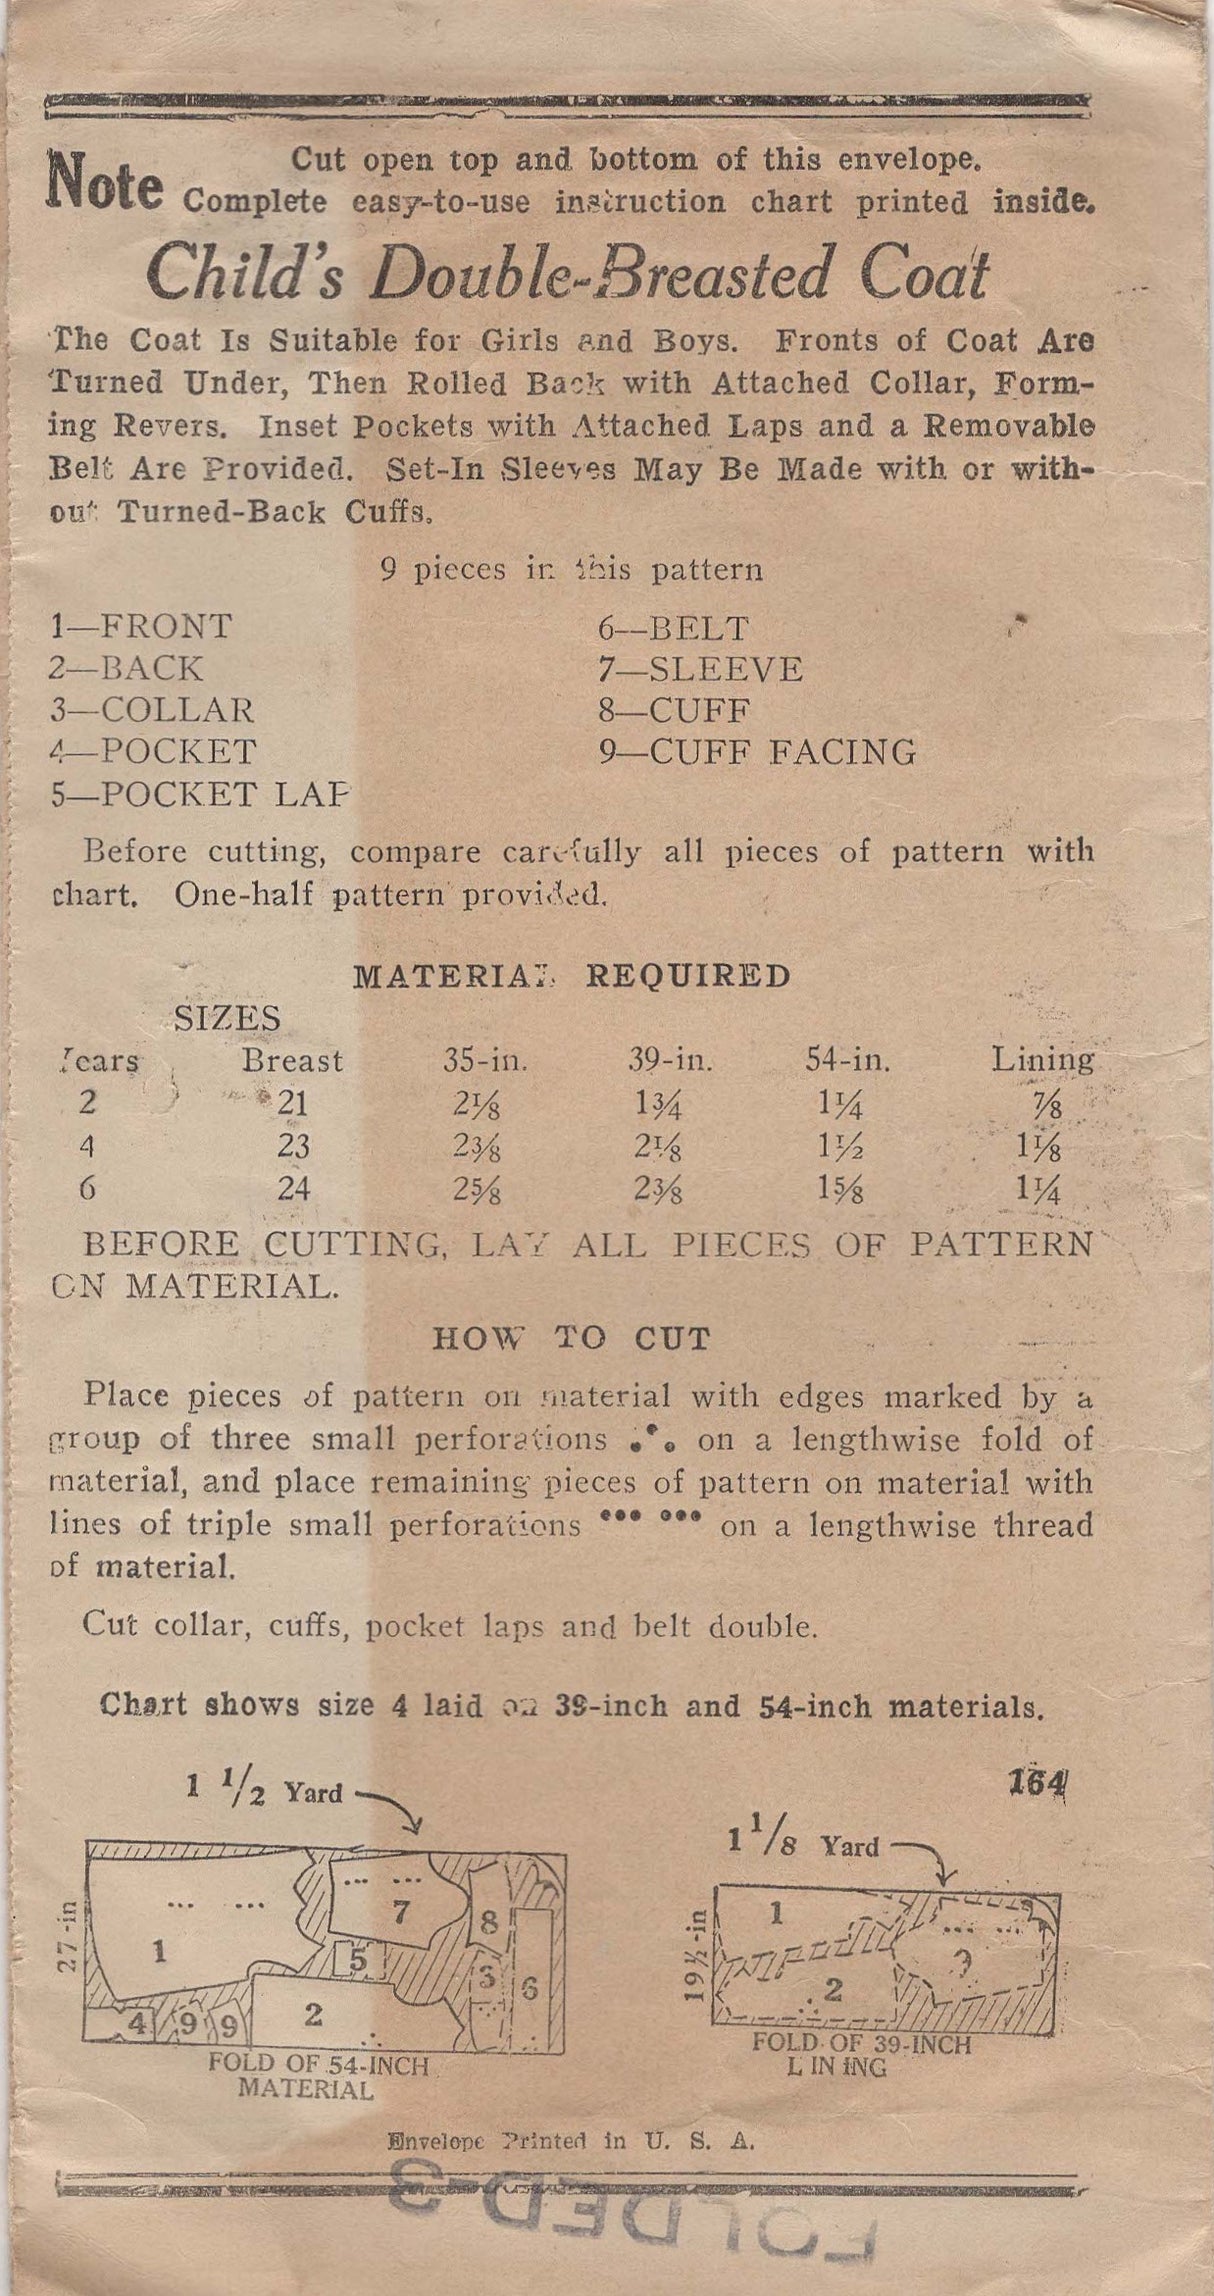 Note Cut open top and bottom of this envelope.
Complete easy-to-use instruction chart printed inside.
Child's Double-Breasted Coat
The Coat Is Suitable for Girls and Boys. Fronts of Coat Are
Turned Under, Then Rolled Back with Attached Collar, Form-
ing Revers. Inset Pockets with Attached Laps and a Removable
Belt Are Provided. Set-In Sleeves May Be Made with or with-
out Turned-Back Cuffs.
9 pieces in this pattern
1—FRONT 6—BELT
2—BACK 7—SLEEVE
3—COLLAR 8—CUFF
4—POCKET 9—CUFF FACING
5—POCKET LAP
Before cutting, compare carefully all pieces of pattern with
chart. One-half pattern provided.
MATERIAL REQUIRED
SIZES
Years Breast 35-in. 39-in. 54-in. Lining
2 21 2⅛ 1¾ 1¼ ⅞
4 23 2⅜ 2⅛ 1½ 1⅛
6 24 2⅝ 2⅜ 1⅝ 1¼
BEFORE CUTTING, LAY ALL PIECES OF PATTERN
ON MATERIAL.
HOW TO CUT
Place pieces of pattern on material with edges marked by a
group of three small perforations on a lengthwise fold of
material, and place remaining pieces of pattern on material with
lines of triple small perforations ••• ••• on a lengthwise thread
of material.
Cut collar, cuffs, pocket laps and belt double.
Chart shows size 4 laid on 39-inch and 54-inch materials.
164
1 1/2 Yard
27-in
1
7
8
5
3
6
4
9
9
2
FOLD OF 54-INCH
MATERIAL
1 1/8 Yard
19½-in
1
2
FOLD OF 39-INCH
LINING
Envelope Printed in U. S. A.
FOLDED-3